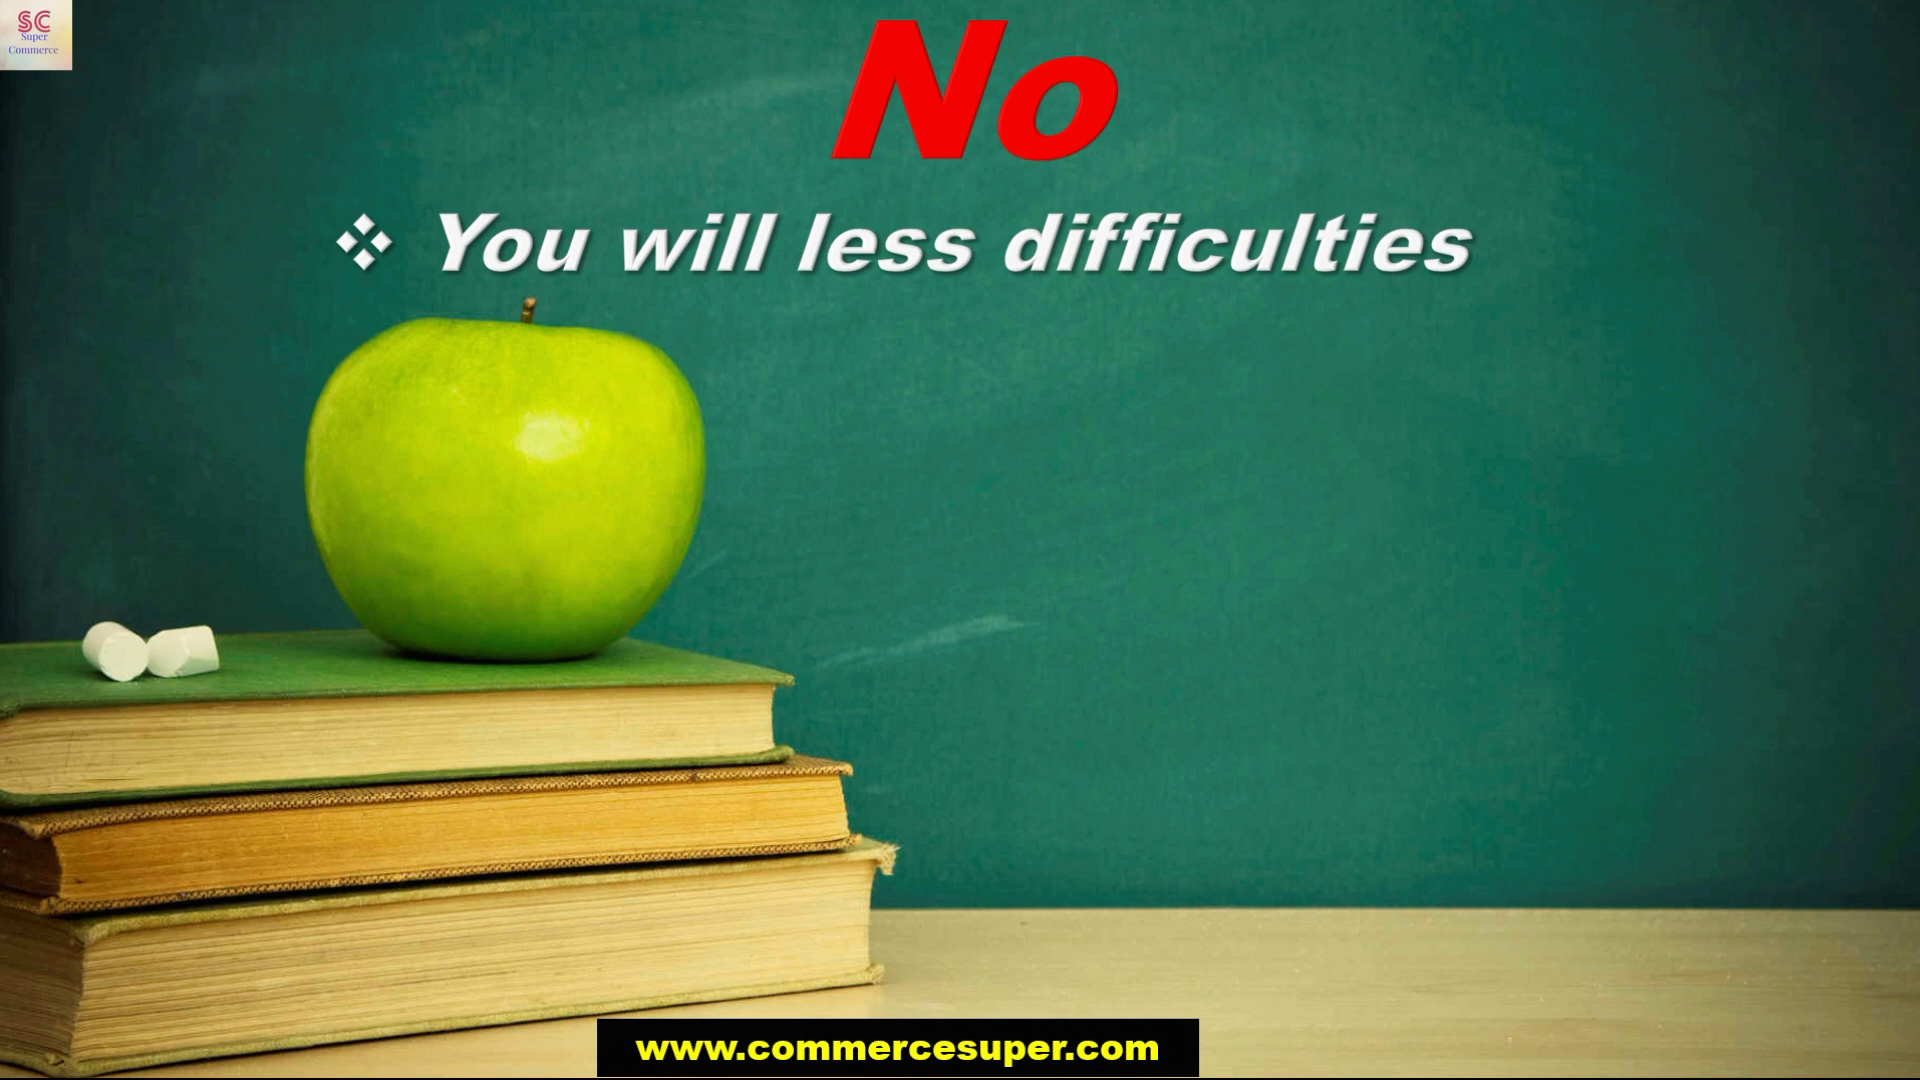 SC
Super
Commerce
No
❖ You will less difficulties
www.commercesuper.com